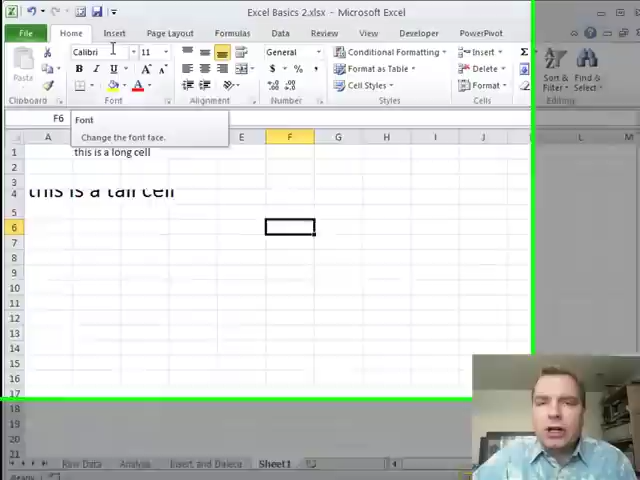 Excel Basics 2.xlsx - Microsoft Excel
File Home Insert Page Layout Formulas Data Review View Developer PowerPivot
Calibri 11 General Conditional Formatting Insert Σ
Paste B I U $ % , Format as Table Delete Sort & Filter Find & Select
Cell Styles Format
Clipboard Font Alignment Number Styles Cells Editing
F6
Font
Change the font face.
A E F G H I J L M
1 this is a long cell
2
3
4 this is a tall cell
5
6
7
8
9
10
11
12
13
14
15
16
17
18
19
20
21
Raw Data Analysis Insert and Delete Sheet1
Ready